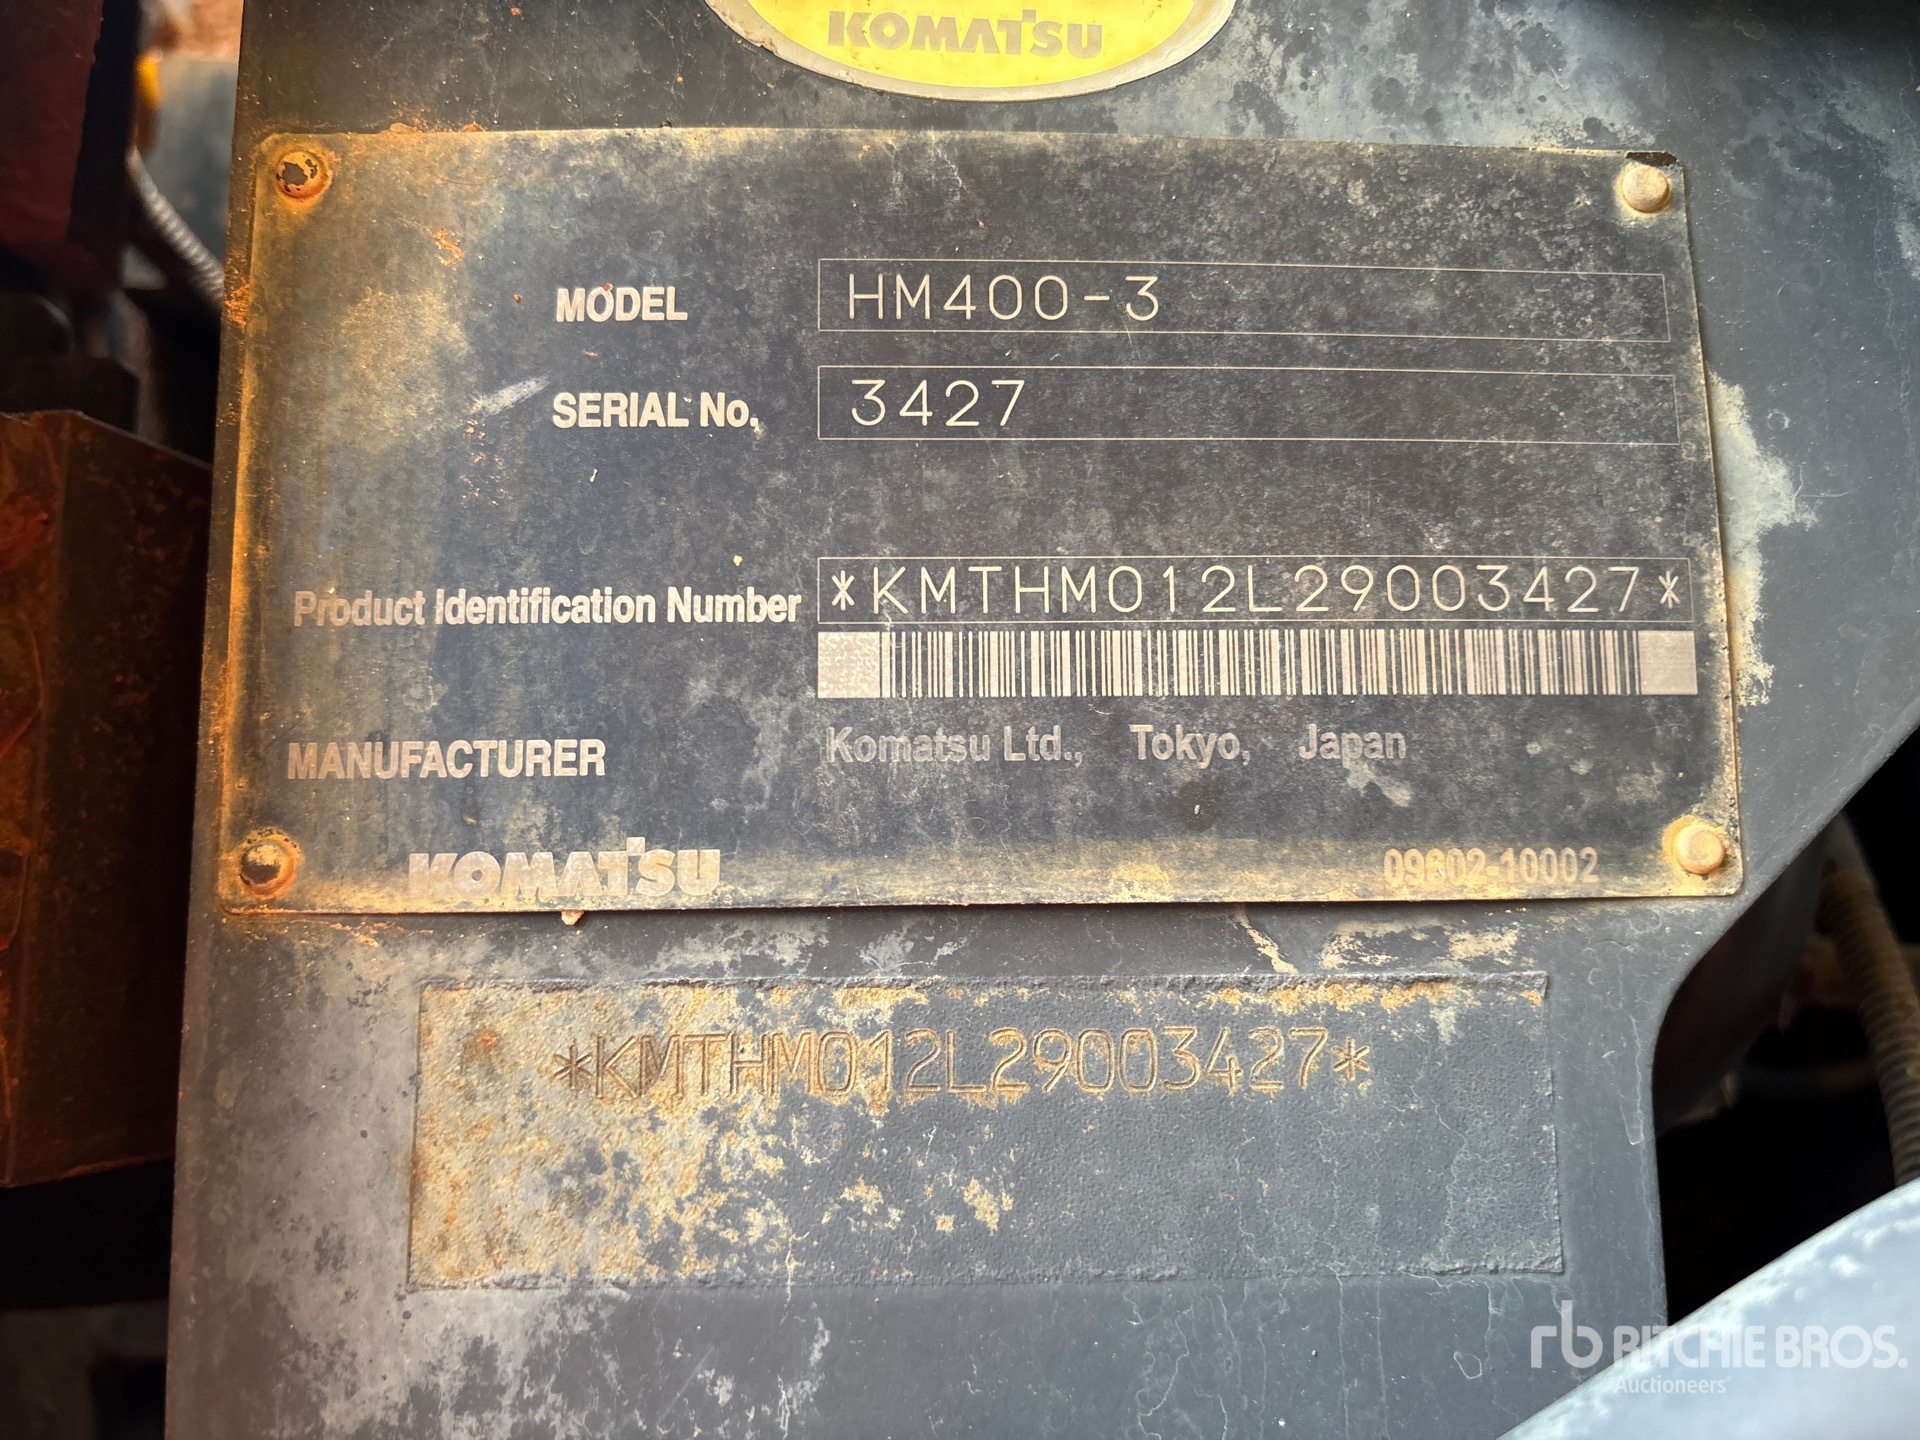 KOMATSU
MODEL HM400-3
SERIAL No. 3427
Product Identification Number *KMTHM012L29003427*
MANUFACTURER Komatsu Ltd., Tokyo, Japan
KOMATSU 09602-10002
*KMTHM012L29003427*
rb RITCHIE BROS.
Auctioneers